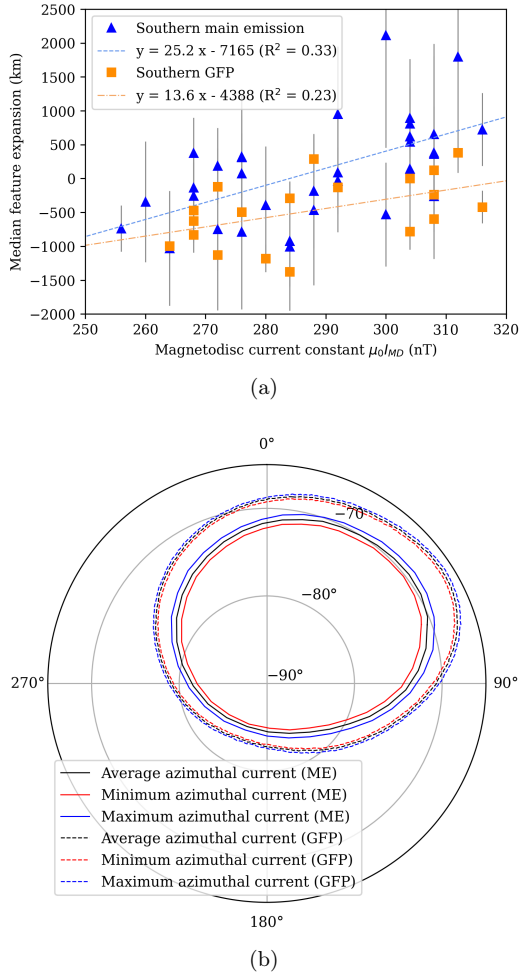 2500
2000
1500
1000
500
0
−500
−1000
−1500
−2000
Median feature expansion (km)
Southern main emission
y = 25.2 x - 7165 (R² = 0.33)
Southern GFP
y = 13.6 x - 4388 (R² = 0.23)
250 260 270 280 290 300 310 320
Magnetodisc current constant μ₀I_MD (nT)
(a)
0°
−70°
−80°
−90°
270°
90°
Average azimuthal current (ME)
Minimum azimuthal current (ME)
Maximum azimuthal current (ME)
Average azimuthal current (GFP)
Minimum azimuthal current (GFP)
Maximum azimuthal current (GFP)
180°
(b)